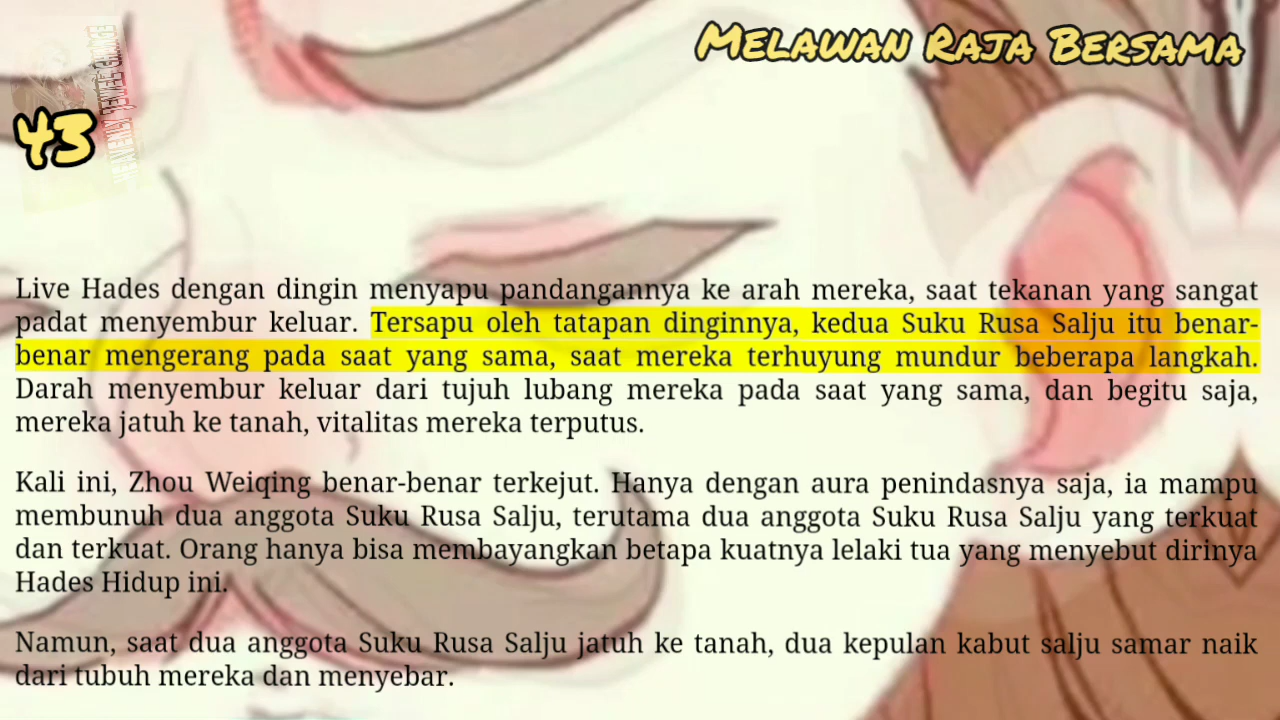 HEAVENLY JEWEL CHANGE
Melawan Raja Bersama
43
Live Hades dengan dingin menyapu pandangannya ke arah mereka, saat tekanan yang sangat
padat menyembur keluar. Tersapu oleh tatapan dinginnya, kedua Suku Rusa Salju itu benar-
benar mengerang pada saat yang sama, saat mereka terhuyung mundur beberapa langkah.
Darah menyembur keluar dari tujuh lubang mereka pada saat yang sama, dan begitu saja,
mereka jatuh ke tanah, vitalitas mereka terputus.
Kali ini, Zhou Weiqing benar-benar terkejut. Hanya dengan aura penindasnya saja, ia mampu
membunuh dua anggota Suku Rusa Salju, terutama dua anggota Suku Rusa Salju yang terkuat
dan terkuat. Orang hanya bisa membayangkan betapa kuatnya lelaki tua yang menyebut dirinya
Hades Hidup ini.
Namun, saat dua anggota Suku Rusa Salju jatuh ke tanah, dua kepulan kabut salju samar naik
dari tubuh mereka dan menyebar.